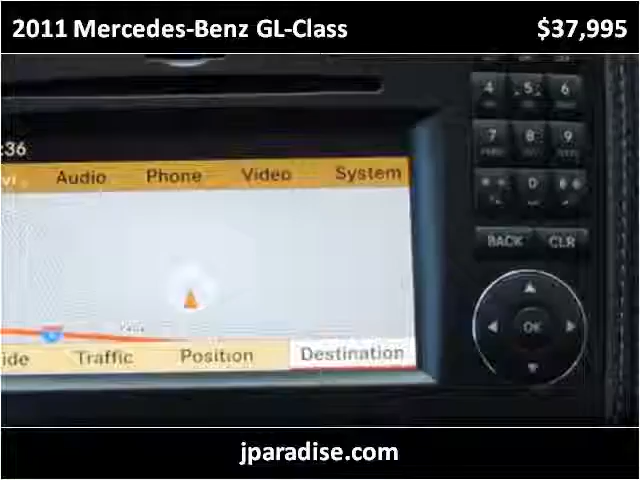 2011 Mercedes-Benz GL-Class $37,995
4 5 6
:36
7 8 9
Audio Phone Video System
0
BACK CLR
OK
ide Traffic Position Destination
jparadise.com